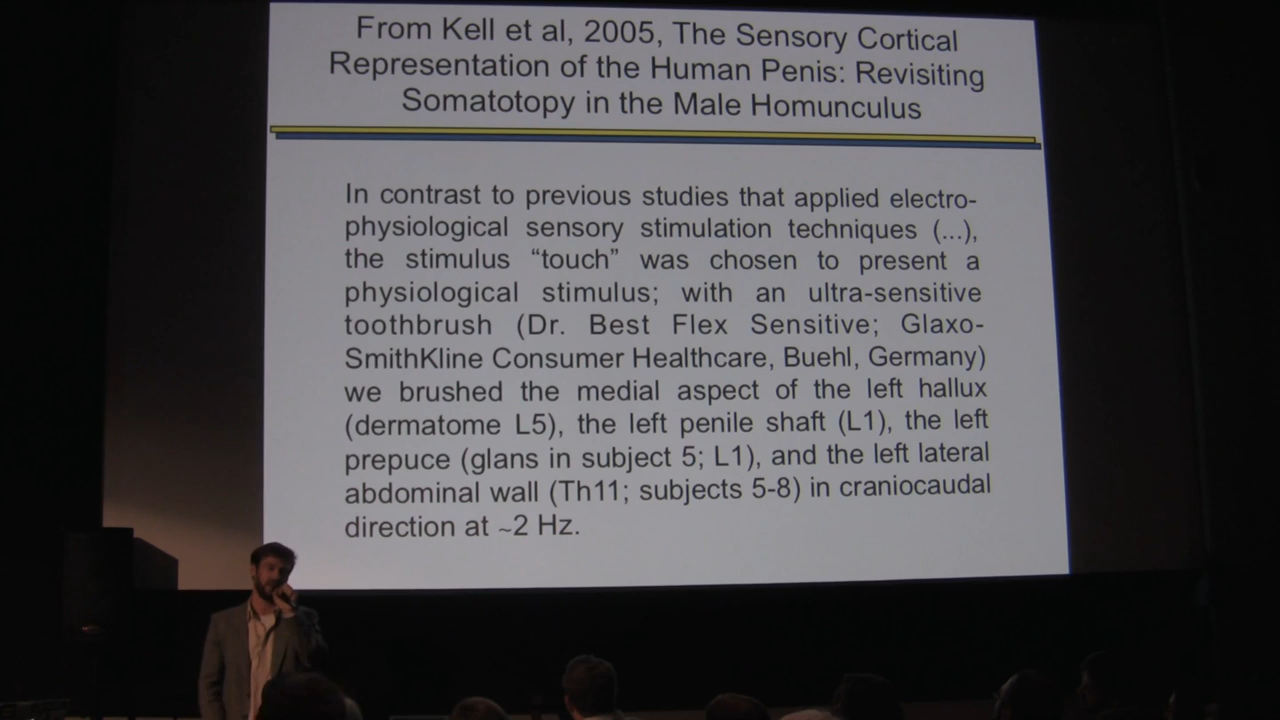 From Kell et al, 2005, The Sensory Cortical
Representation of the Human Penis: Revisiting
Somatotopy in the Male Homunculus
In contrast to previous studies that applied electro-
physiological sensory stimulation techniques (...),
the stimulus “touch” was chosen to present a
physiological stimulus; with an ultra-sensitive
toothbrush (Dr. Best Flex Sensitive; Glaxo-
SmithKline Consumer Healthcare, Buehl, Germany)
we brushed the medial aspect of the left hallux
(dermatome L5), the left penile shaft (L1), the left
prepuce (glans in subject 5; L1), and the left lateral
abdominal wall (Th11; subjects 5-8) in craniocaudal
direction at ~2 Hz.